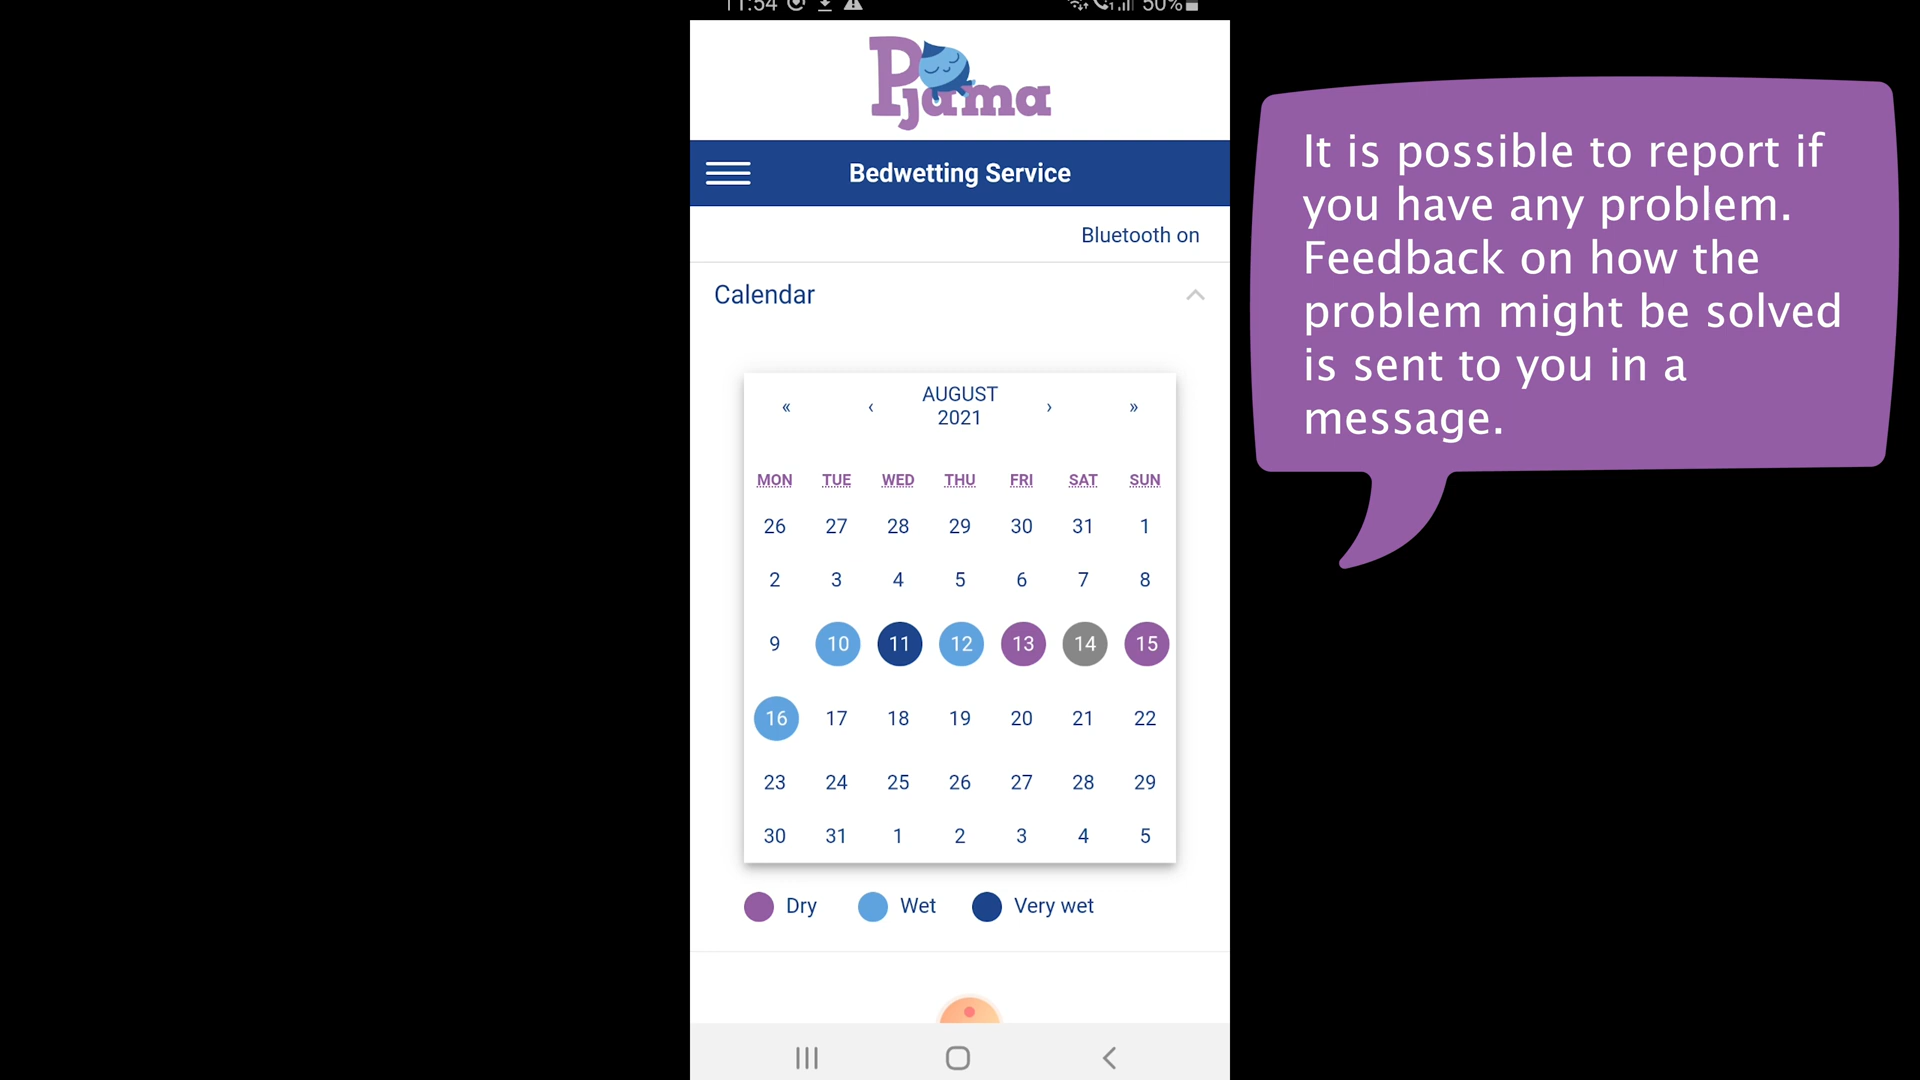 11:54 50%
Pjama
Bedwetting Service
Bluetooth on
Calendar
« ‹ AUGUST 2021 › »
MON TUE WED THU FRI SAT SUN
26 27 28 29 30 31 1
2 3 4 5 6 7 8
9 10 11 12 13 14 15
16 17 18 19 20 21 22
23 24 25 26 27 28 29
30 31 1 2 3 4 5
Dry Wet Very wet
It is possible to report if
you have any problem.
Feedback on how the
problem might be solved
is sent to you in a
message.